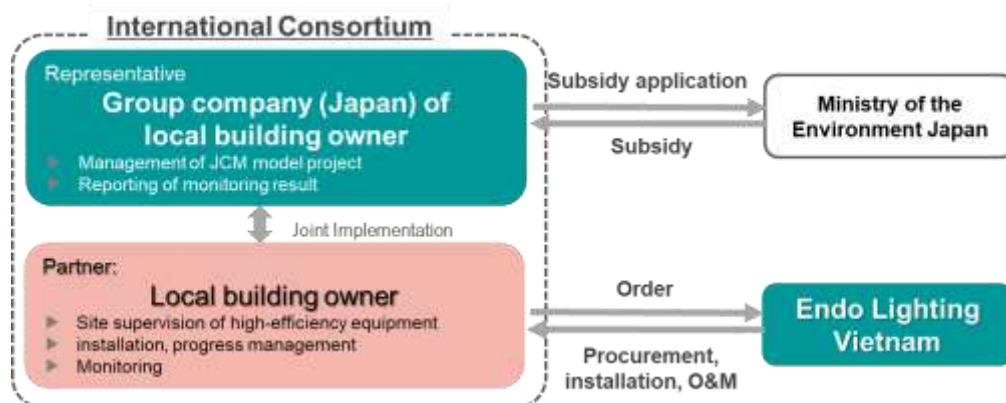 International Consortium
Representative
Group company (Japan) of
local building owner
Management of JCM model project
Reporting of monitoring result
Joint Implementation
Partner:
Local building owner
Site supervision of high-efficiency equipment
installation, progress management
Monitoring
Subsidy application
Subsidy
Ministry of the
Environment Japan
Order
Procurement,
installation, O&M
Endo Lighting
Vietnam